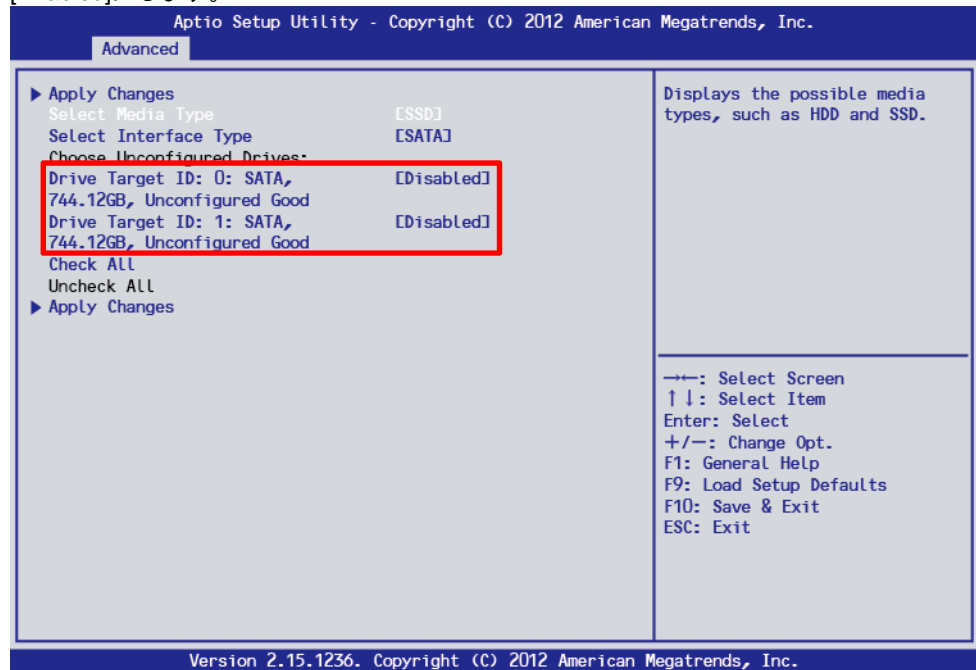 Aptio Setup Utility - Copyright (C) 2012 American Megatrends, Inc.
Advanced
▶ Apply Changes
Select Media Type [SSD]
Select Interface Type [SATA]
Choose Unconfigured Drives:
Drive Target ID: 0: SATA, [Disabled]
744.12GB, Unconfigured Good
Drive Target ID: 1: SATA, [Disabled]
744.12GB, Unconfigured Good
Check All
Uncheck All
▶ Apply Changes
Displays the possible media
types, such as HDD and SSD.
→←: Select Screen
↑↓: Select Item
Enter: Select
+/-: Change Opt.
F1: General Help
F9: Load Setup Defaults
F10: Save & Exit
ESC: Exit
Version 2.15.1236. Copyright (C) 2012 American Megatrends, Inc.